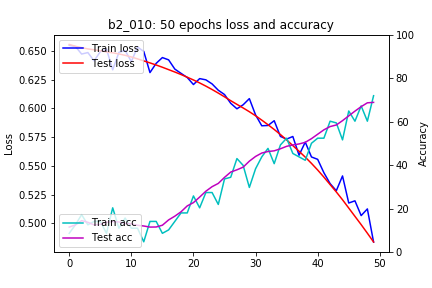 b2_010: 50 epochs loss and accuracy
0.650
0.625
0.600
0.575
0.550
0.525
0.500
Loss
Train loss
Test loss
Train acc
Test acc
100
80
60
40
20
0
Accuracy
0
10
20
30
40
50